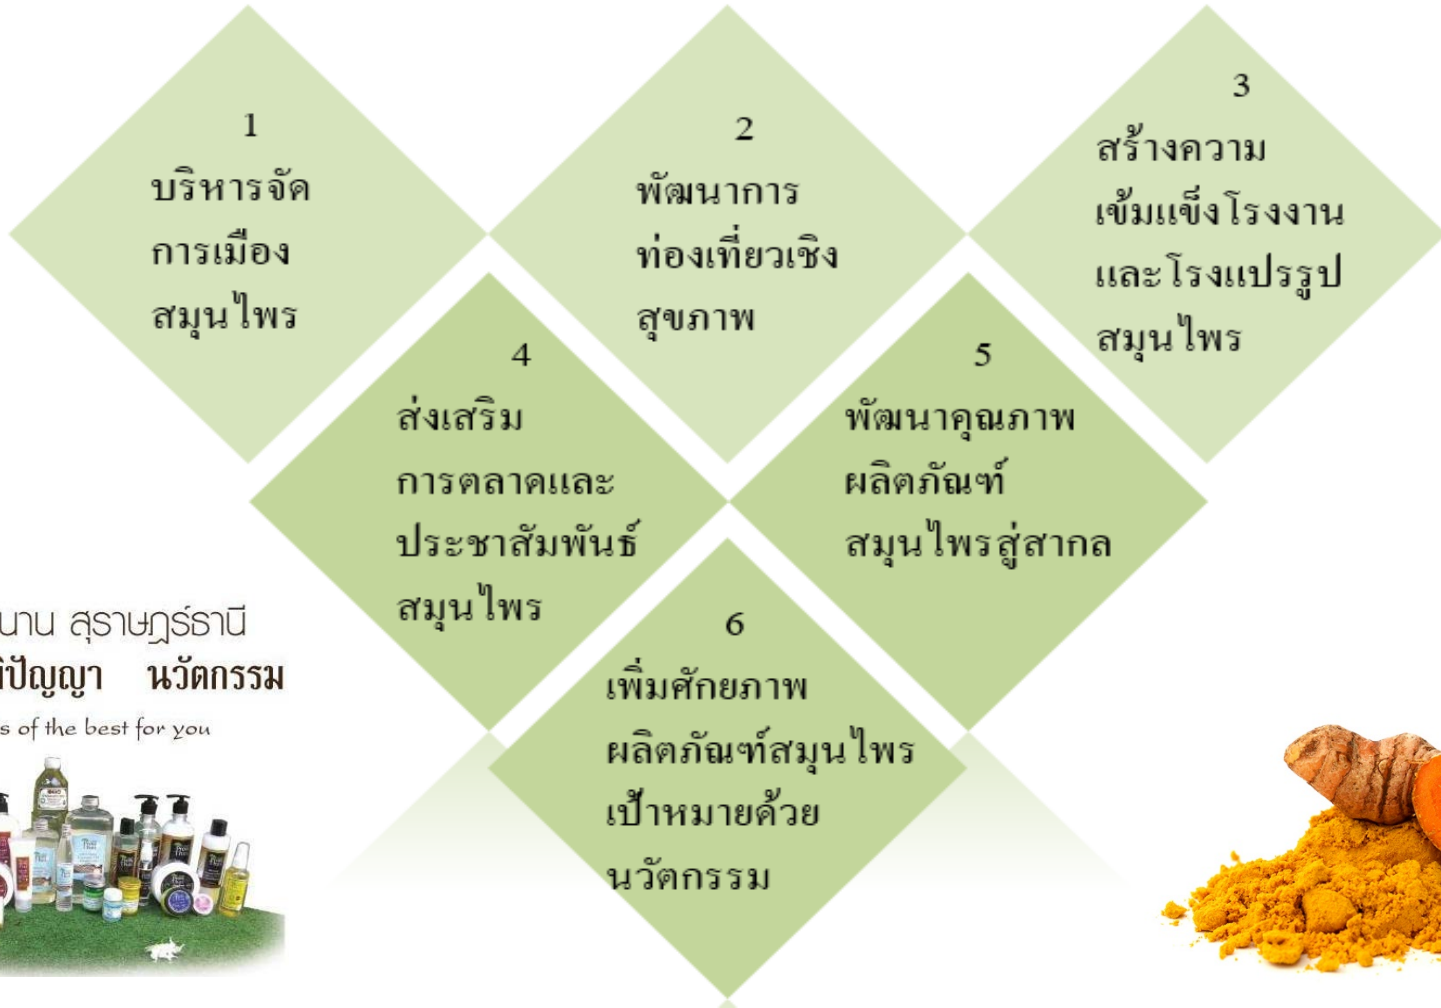 1
บริหารจัด
การเมือง
สมุนไพร
2
พัฒนาการ
ท่องเที่ยวเชิง
สุขภาพ
3
สร้างความ
เข้มแข็งโรงงาน
และโรงแปรรูป
สมุนไพร
4
ส่งเสริม
การตลาดและ
ประชาสัมพันธ์
สมุนไพร
5
พัฒนาคุณภาพ
ผลิตภัณฑ์
สมุนไพรสู่สากล
6
เพิ่มศักยภาพ
ผลิตภัณฑ์สมุนไพร
เป้าหมายด้วย
นวัตกรรม
สุราษฎร์ธานี
นวัตกรรม
of the best for you